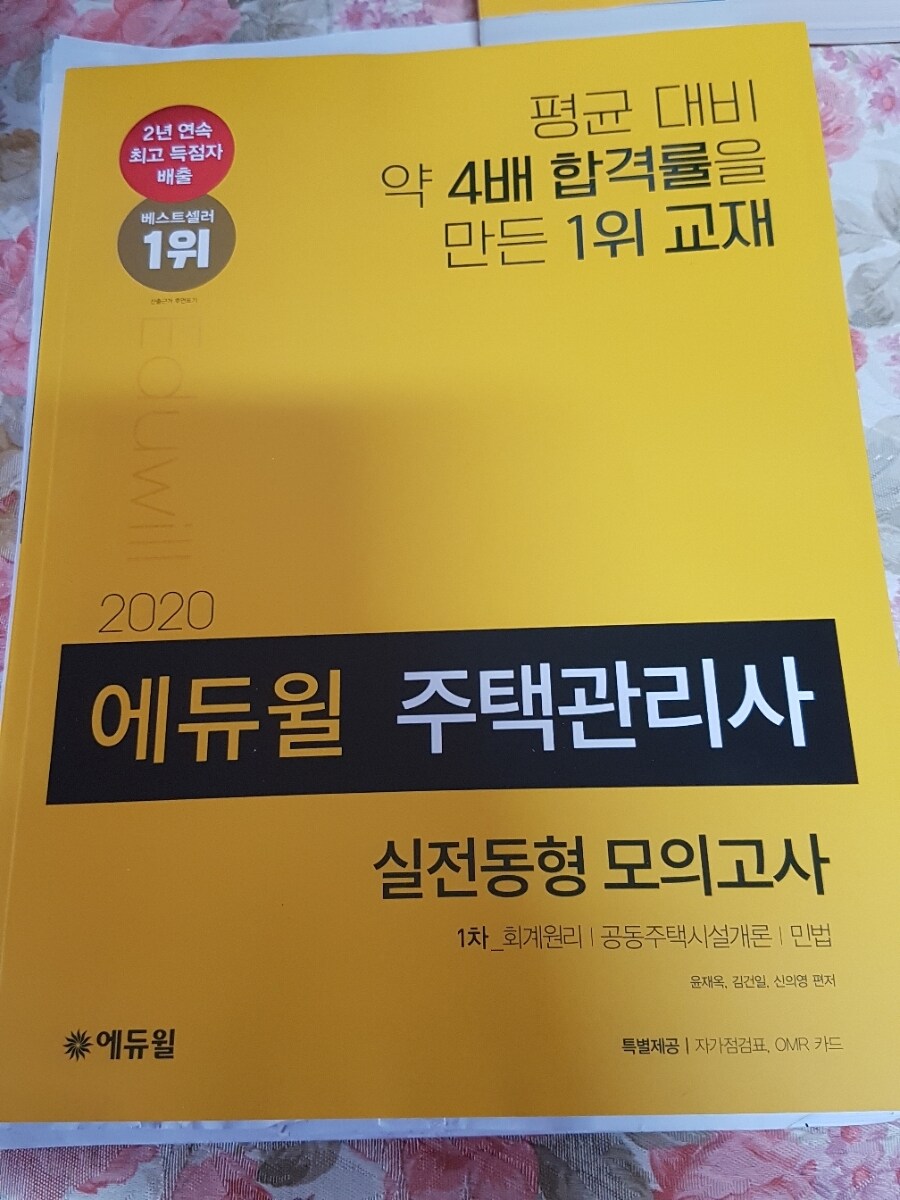 평균 대비
약 4배 합격률을
만든 1위 교재
2년 연속
최고 득점자
배출
베스트셀러
1위
Eduwill
2020
에듀윌 주택관리사
실전동형 모의고사
1차_회계원리 | 공동주택시설개론 | 민법
윤재옥, 김건일, 신의영 편저
에듀윌
특별제공 | 자가점검표, OMR 카드